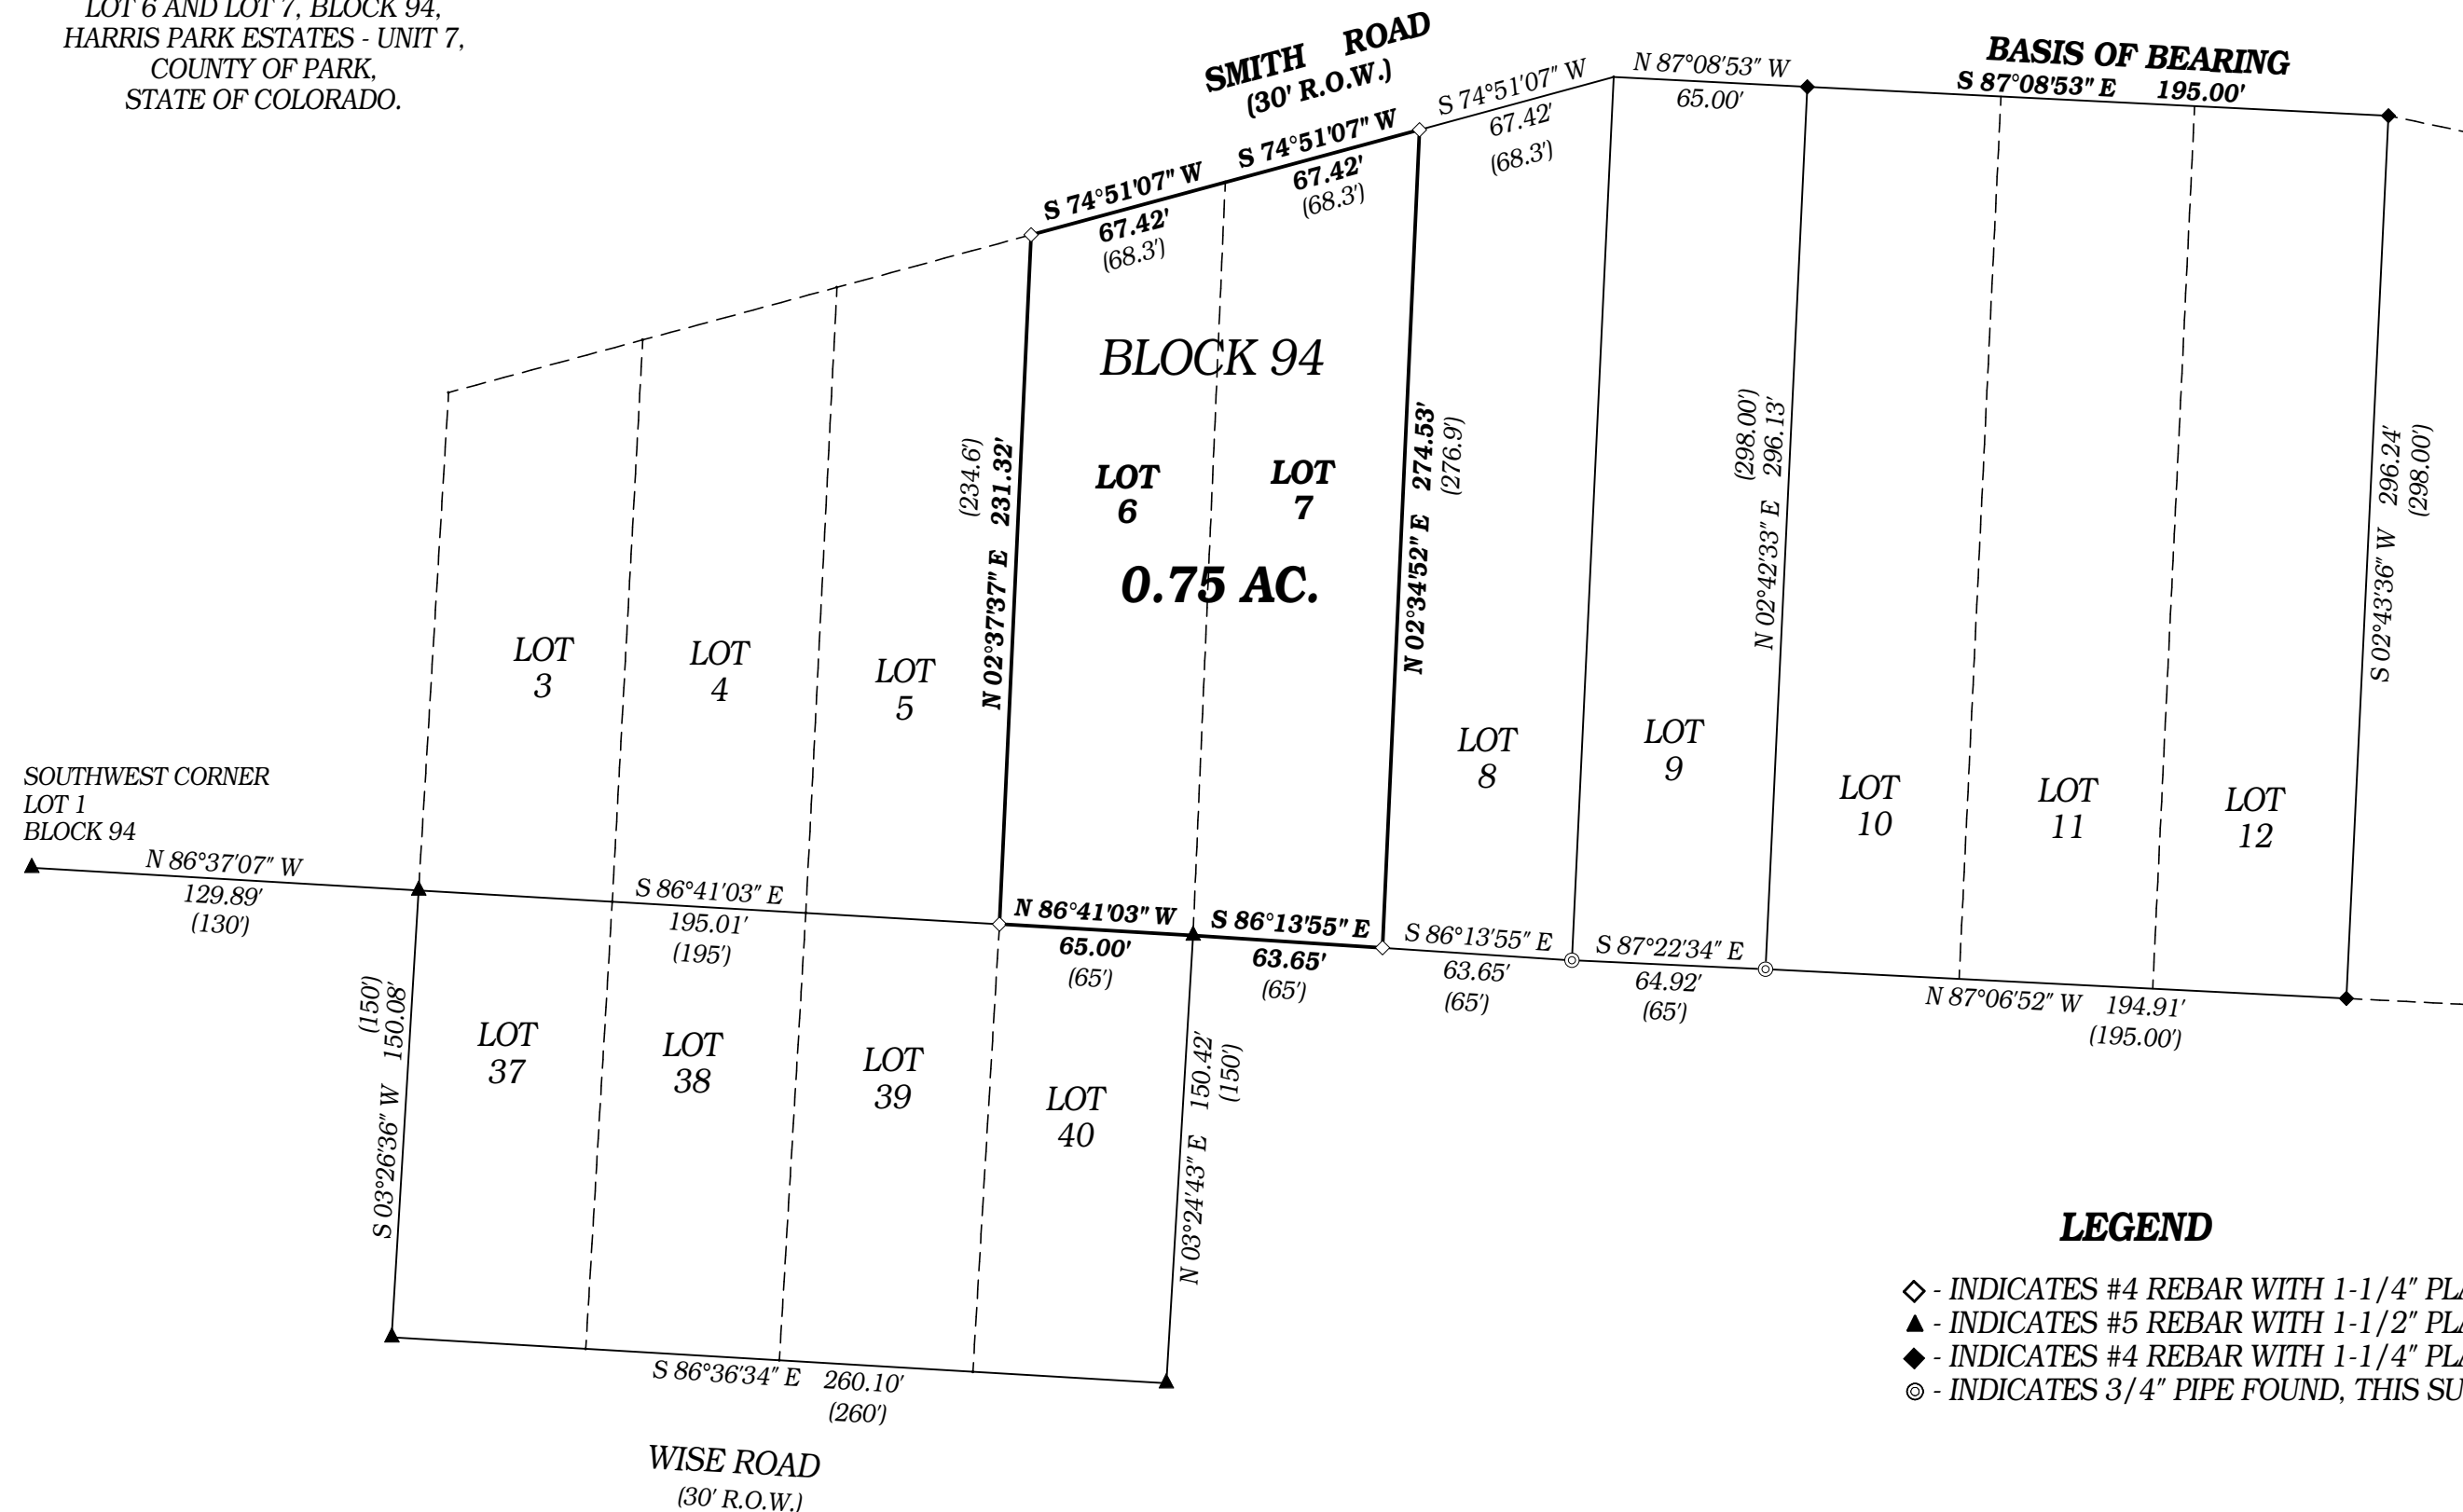 LOT 6 AND LOT 7, BLOCK 94,
HARRIS PARK ESTATES - UNIT 7,
COUNTY OF PARK,
STATE OF COLORADO.
SMITH ROAD
(30' R.O.W.)
BASIS OF BEARING
S 87°08'53" E 195.00'
N 87°08'53" W
65.00'
S 74°51'07" W
67.42'
(68.3')
S 74°51'07" W
67.42'
(68.3')
S 74°51'07" W
67.42'
(68.3')
BLOCK 94
LOT
6
LOT
7
0.75 AC.
(234.6')
N 02°37'37" E 231.32'
N 02°34'52" E 274.53'
(276.9')
(298.00')
N 02°42'33" E 296.13'
S 02°43'36" W 296.24'
(298.00')
LOT
3
LOT
4
LOT
5
LOT
8
LOT
9
LOT
10
LOT
11
LOT
12
SOUTHWEST CORNER
LOT 1
BLOCK 94
N 86°37'07" W
129.89'
(130')
S 86°41'03" E
195.01'
(195')
N 86°41'03" W
65.00'
(65')
S 86°13'55" E
63.65'
(65')
S 86°13'55" E
63.65'
(65')
S 87°22'34" E
64.92'
(65')
N 87°06'52" W 194.91'
(195.00')
(150')
S 03°26'36" W 150.08'
LOT
37
LOT
38
LOT
39
LOT
40
N 03°24'43" E 150.42'
(150')
S 86°36'34" E 260.10'
(260')
WISE ROAD
(30' R.O.W.)
LEGEND
- INDICATES #4 REBAR WITH 1-1/4" PLA
- INDICATES #5 REBAR WITH 1-1/2" PLA
- INDICATES #4 REBAR WITH 1-1/4" PLA
- INDICATES 3/4" PIPE FOUND, THIS SU